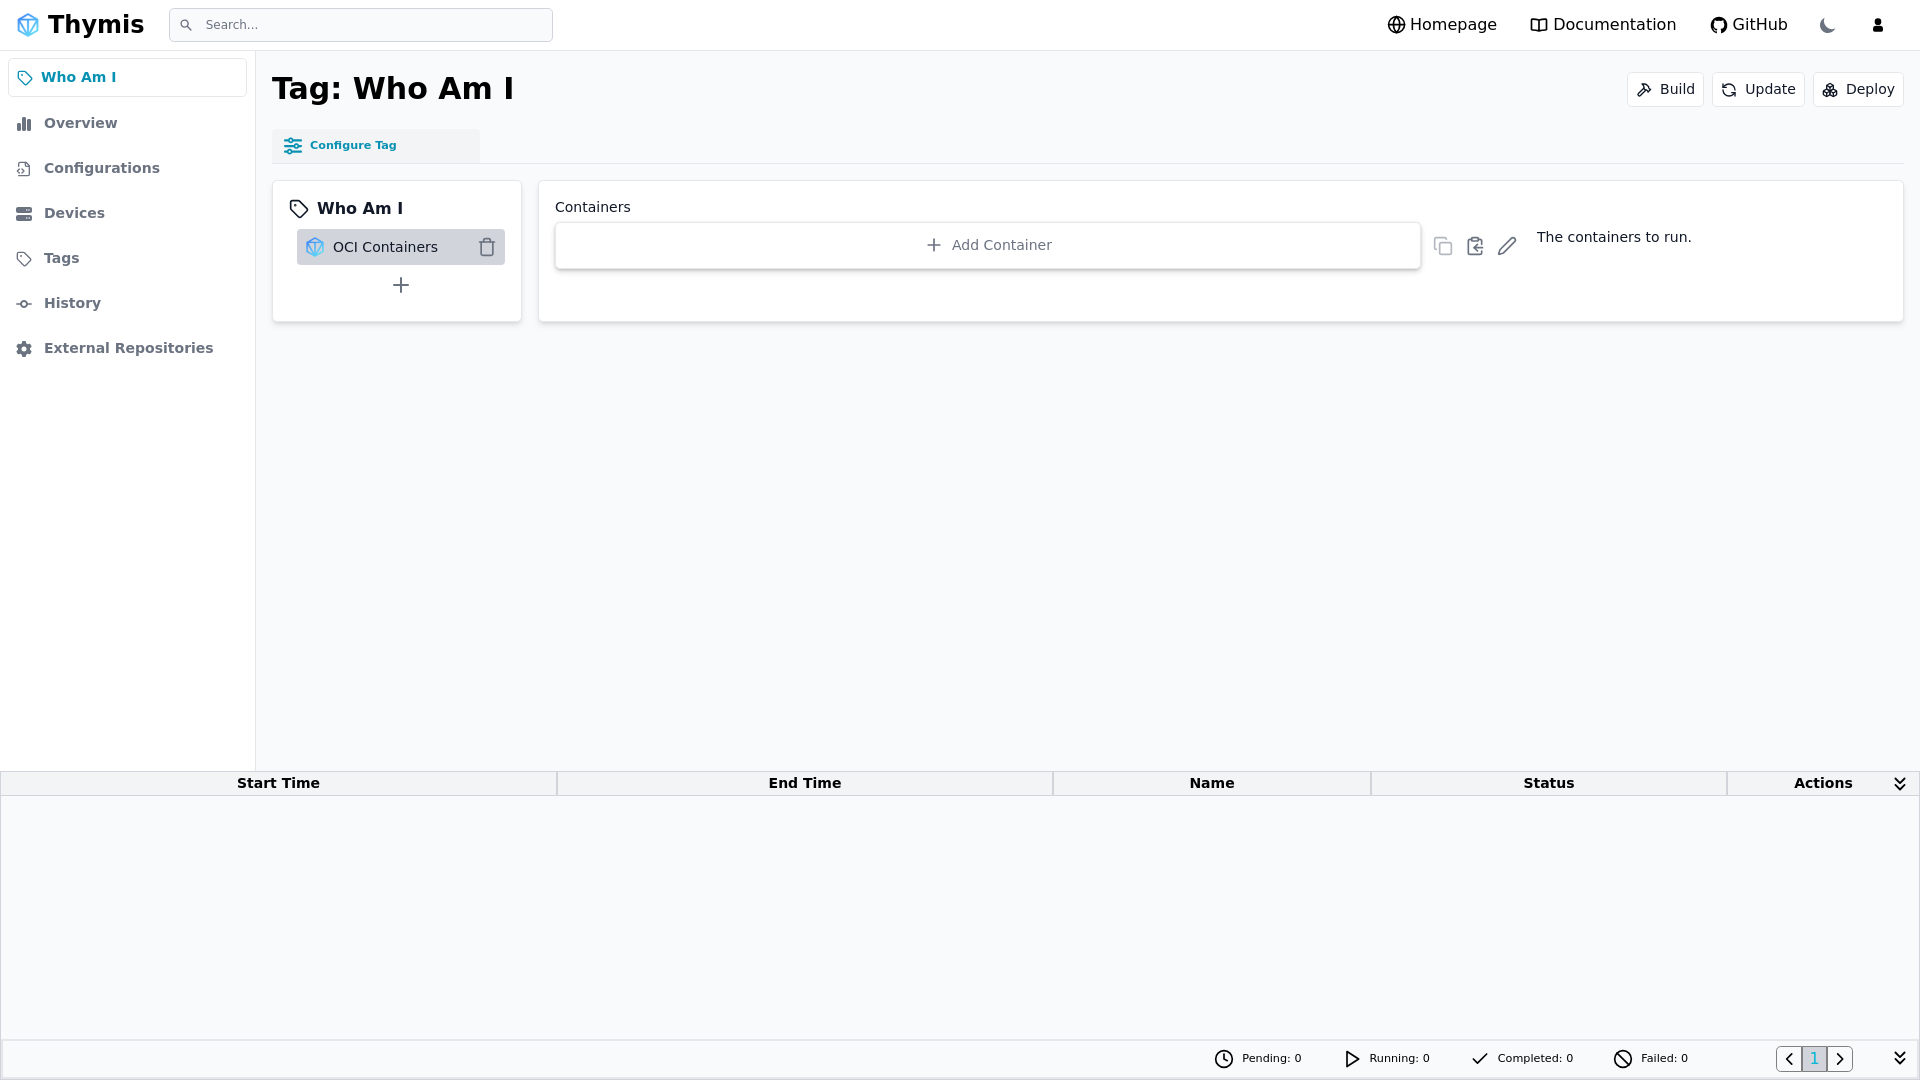 Thymis
Search...
Homepage
Documentation
GitHub
Who Am I
Overview
Configurations
Devices
Tags
History
External Repositories
Tag: Who Am I
Build
Update
Deploy
Configure Tag
Who Am I
OCI Containers
Containers
Add Container
The containers to run.
Start Time
End Time
Name
Status
Actions
Pending: 0
Running: 0
Completed: 0
Failed: 0
1